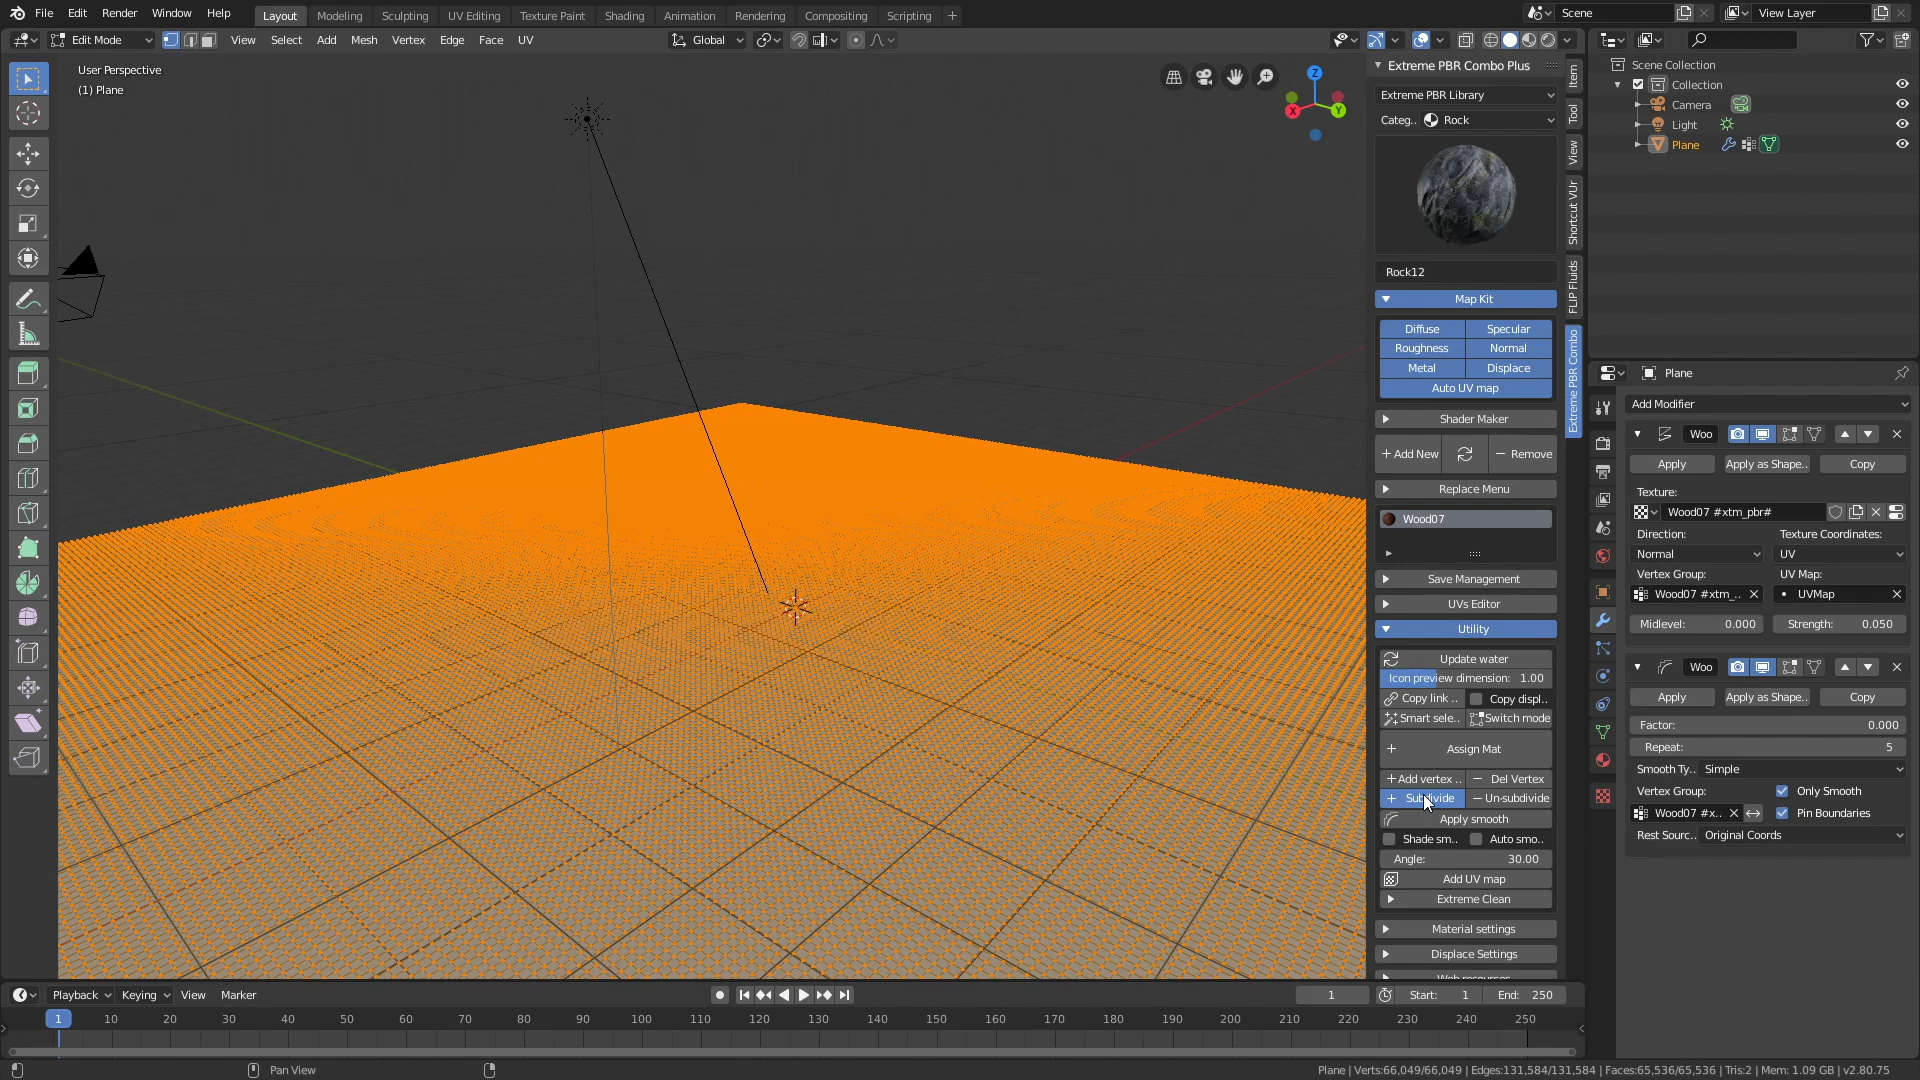 File Edit Render Window Help
Layout Modeling Sculpting UV Editing Texture Paint Shading Animation Rendering Compositing Scripting +
Scene
View Layer
Edit Mode View Select Add Mesh Vertex Edge Face UV
Global
User Perspective
(1) Plane
Z
X
Y
Extreme PBR Combo Plus
Extreme PBR Library
Categ.. Rock
Rock12
Map Kit
Diffuse Specular
Roughness Normal
Metal Displace
Auto UV map
Shader Maker
+ Add New
− Remove
Replace Menu
Wood07
Save Management
UVs Editor
Utility
Update water
Icon preview dimension: 1.00
Copy link .. Copy displ..
Smart sele.. Switch mode
+ Assign Mat
+ Add vertex .. − Del Vertex
+ Subdivide − Un-subdivide
Apply smooth
Shade sm.. Auto smo..
Angle: 30.00
Add UV map
Extreme Clean
Material settings
Displace Settings
Web resources
Item
Tool
View
Shortcut VUr
FLIP Fluids
Extreme PBR Combo
Scene Collection
Collection
Camera
Light
Plane
Plane
Add Modifier
Woo
Apply Apply as Shape.. Copy
Texture:
Wood07 #xtm_pbr#
Direction: Texture Coordinates:
Normal UV
Vertex Group: UV Map:
Wood07 #xtm_.. UVMap
Midlevel: 0.000 Strength: 0.050
Woo
Apply Apply as Shape.. Copy
Factor: 0.000
Repeat: 5
Smooth Ty.. Simple
Vertex Group: Only Smooth
Wood07 #x.. Pin Boundaries
Rest Sourc.. Original Coords
Playback Keying View Marker
1
Start: 1 End: 250
1 10 20 30 40 50 60 70 80 90 100 110 120 130 140 150 160 170 180 190 200 210 220 230 240 250
Pan View
Plane | Verts:66,049/66,049 | Edges:131,584/131,584 | Faces:65,536/65,536 | Tris:2 | Mem: 1.09 GB | v2.80.75